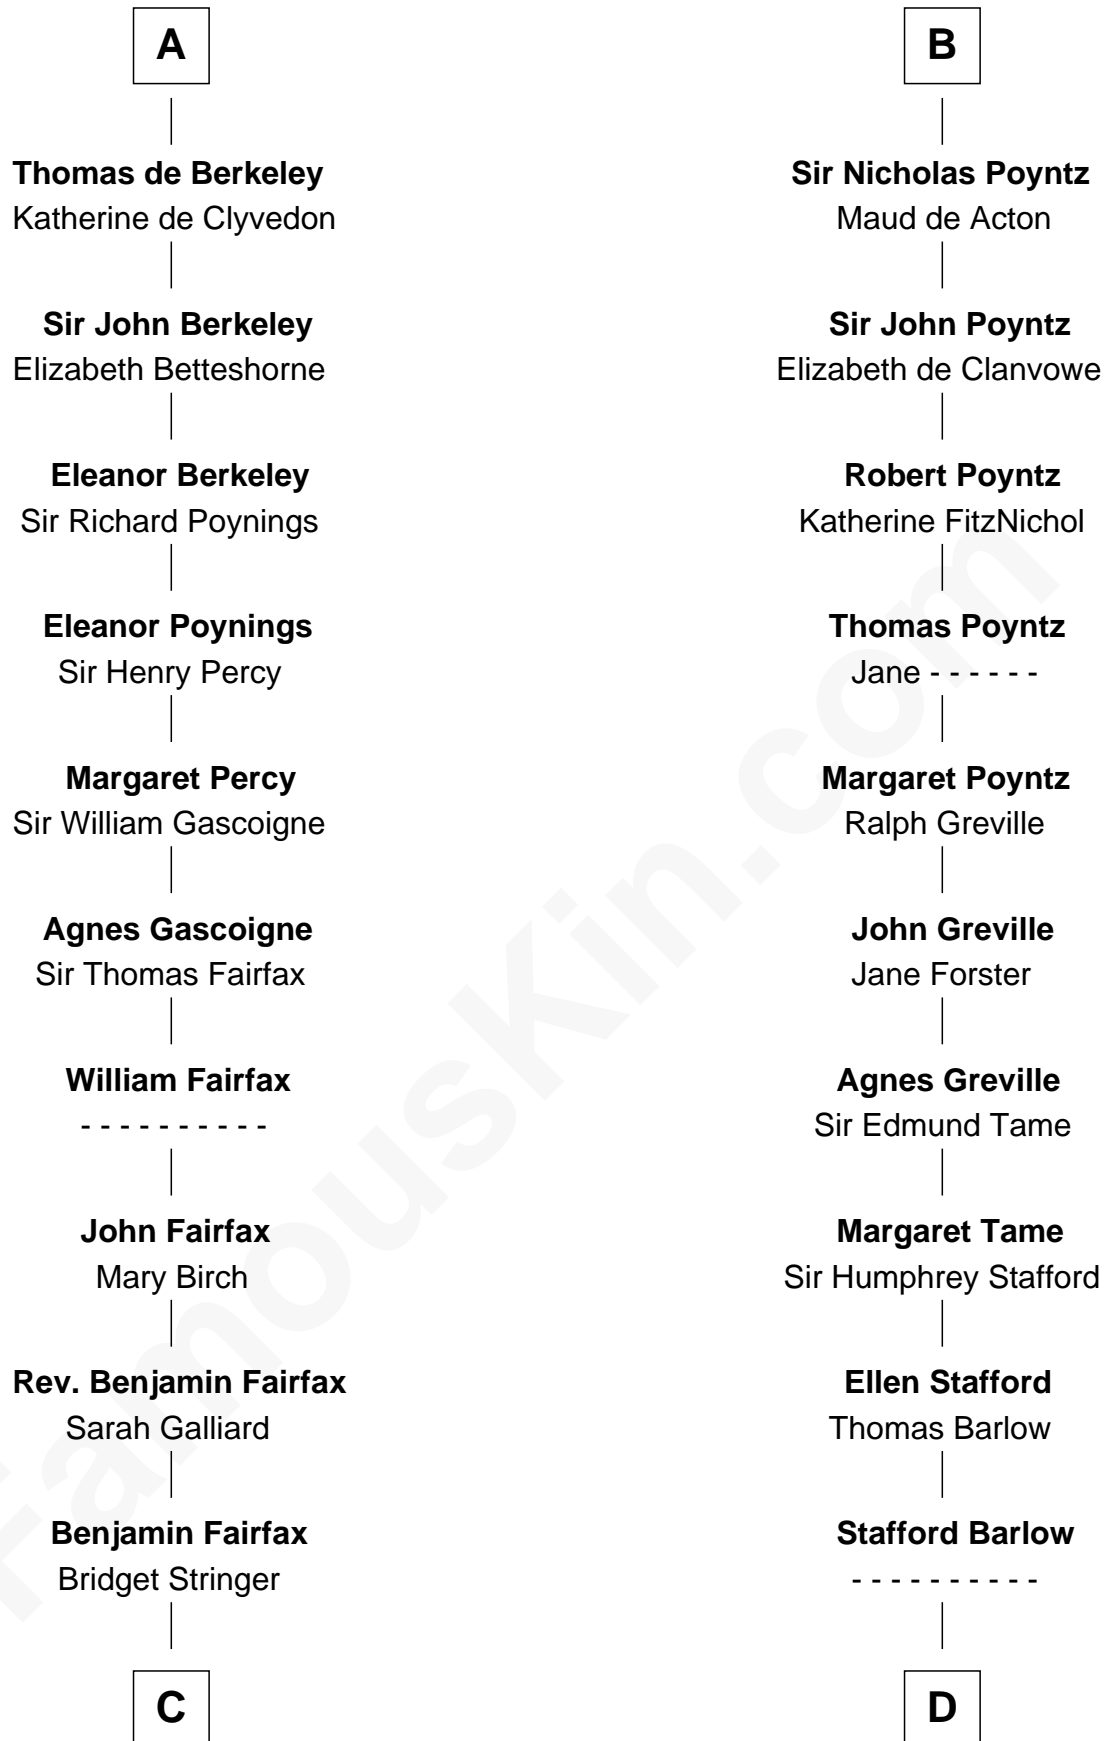 A
Thomas de Berkeley
Katherine de Clyvedon
Sir John Berkeley
Elizabeth Betteshorne
Eleanor Berkeley
Sir Richard Poynings
Eleanor Poynings
Sir Henry Percy
Margaret Percy
Sir William Gascoigne
Agnes Gascoigne
Sir Thomas Fairfax
William Fairfax
- - - - - - - - - -
John Fairfax
Mary Birch
Rev. Benjamin Fairfax
Sarah Galliard
Benjamin Fairfax
Bridget Stringer
C
B
Sir Nicholas Poyntz
Maud de Acton
Sir John Poyntz
Elizabeth de Clanvowe
Robert Poyntz
Katherine FitzNichol
Thomas Poyntz
Jane - - - - - -
Margaret Poyntz
Ralph Greville
John Greville
Jane Forster
Agnes Greville
Sir Edmund Tame
Margaret Tame
Sir Humphrey Stafford
Ellen Stafford
Thomas Barlow
Stafford Barlow
- - - - - - - - - -
D
FamousKin.com